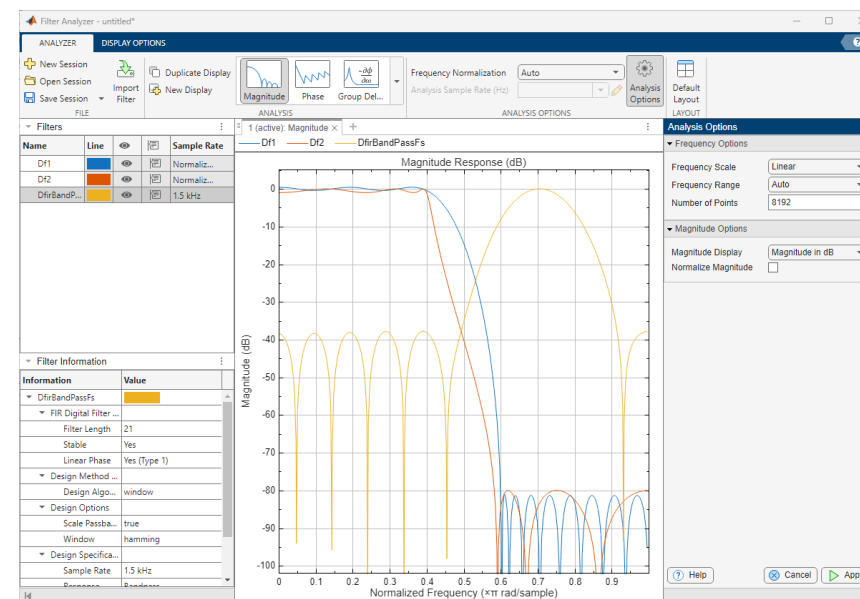 Filter Analyzer - untitled*
ANALYZER DISPLAY OPTIONS
New Session
Open Session
Save Session
Import
Filter
FILE
Duplicate Display
New Display
Magnitude
Phase
-∂ϕ
∂ω
Group Del...
ANALYSIS
Frequency Normalization Auto
Analysis Sample Rate (Hz)
Analysis
Options
ANALYSIS OPTIONS
Default
Layout
LAYOUT
?
Filters
Name Line Sample Rate
Df1 Normaliz...
Df2 Normaliz...
DfirBandP... 1.5 kHz
Filter Information
Information Value
DfirBandPassFs
FIR Digital Filter ...
Filter Length 21
Stable Yes
Linear Phase Yes (Type 1)
Design Method ...
Design Algo... window
Design Options
Scale Passba... true
Window hamming
Design Specifica...
Sample Rate 1.5 kHz
Response Bandpass
1 (active): Magnitude × +
Df1 Df2 DfirBandPassFs
Magnitude Response (dB)
Magnitude (dB)
0
-10
-20
-30
-40
-50
-60
-70
-80
-90
-100
0 0.1 0.2 0.3 0.4 0.5 0.6 0.7 0.8 0.9
Normalized Frequency (×π rad/sample)
Analysis Options
Frequency Options
Frequency Scale Linear
Frequency Range Auto
Number of Points 8192
Magnitude Options
Magnitude Display Magnitude in dB
Normalize Magnitude
? Help Cancel App